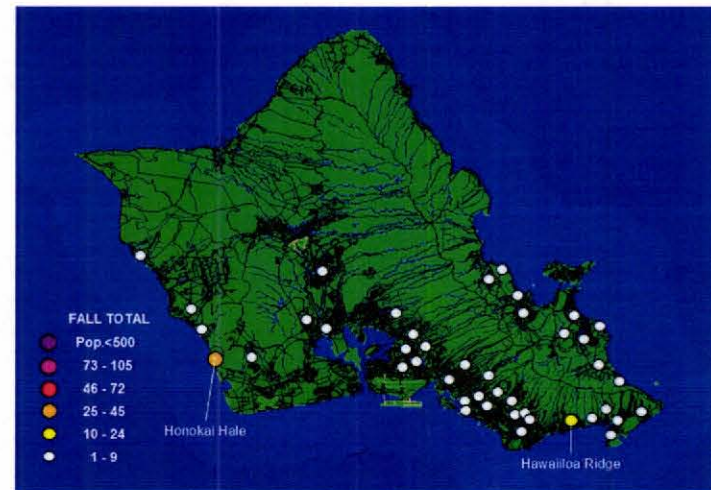 FALL TOTAL
Pop.<500
73 - 105
46 - 72
25 - 45
10 - 24
1 - 9
Honokai Hale
Hawaiiloa Ridge